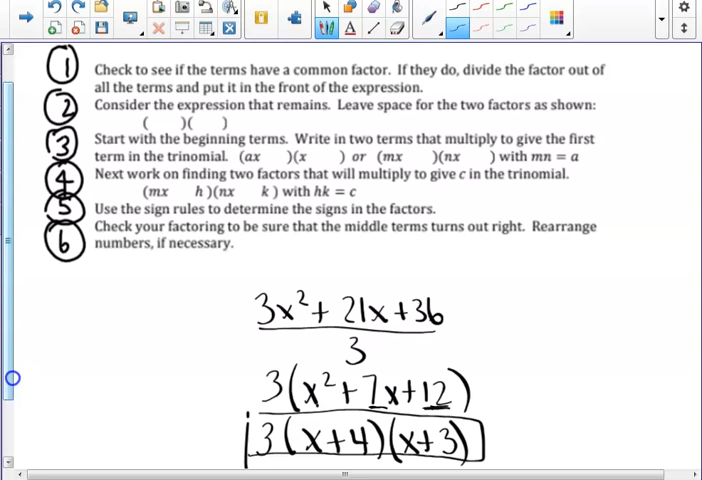 1 Check to see if the terms have a common factor. If they do, divide the factor out of
all the terms and put it in the front of the expression.
2 Consider the expression that remains. Leave space for the two factors as shown:
( )( )
3 Start with the beginning terms. Write in two terms that multiply to give the first
term in the trinomial. (ax )(x ) or (mx )(nx ) with mn = a
4 Next work on finding two factors that will multiply to give c in the trinomial.
(mx h )(nx k ) with hk = c
5 Use the sign rules to determine the signs in the factors.
6 Check your factoring to be sure that the middle terms turns out right. Rearrange
numbers, if necessary.
3x² + 21x + 36
3
3(x² + 7x + 12)
3(x+4)(x+3)